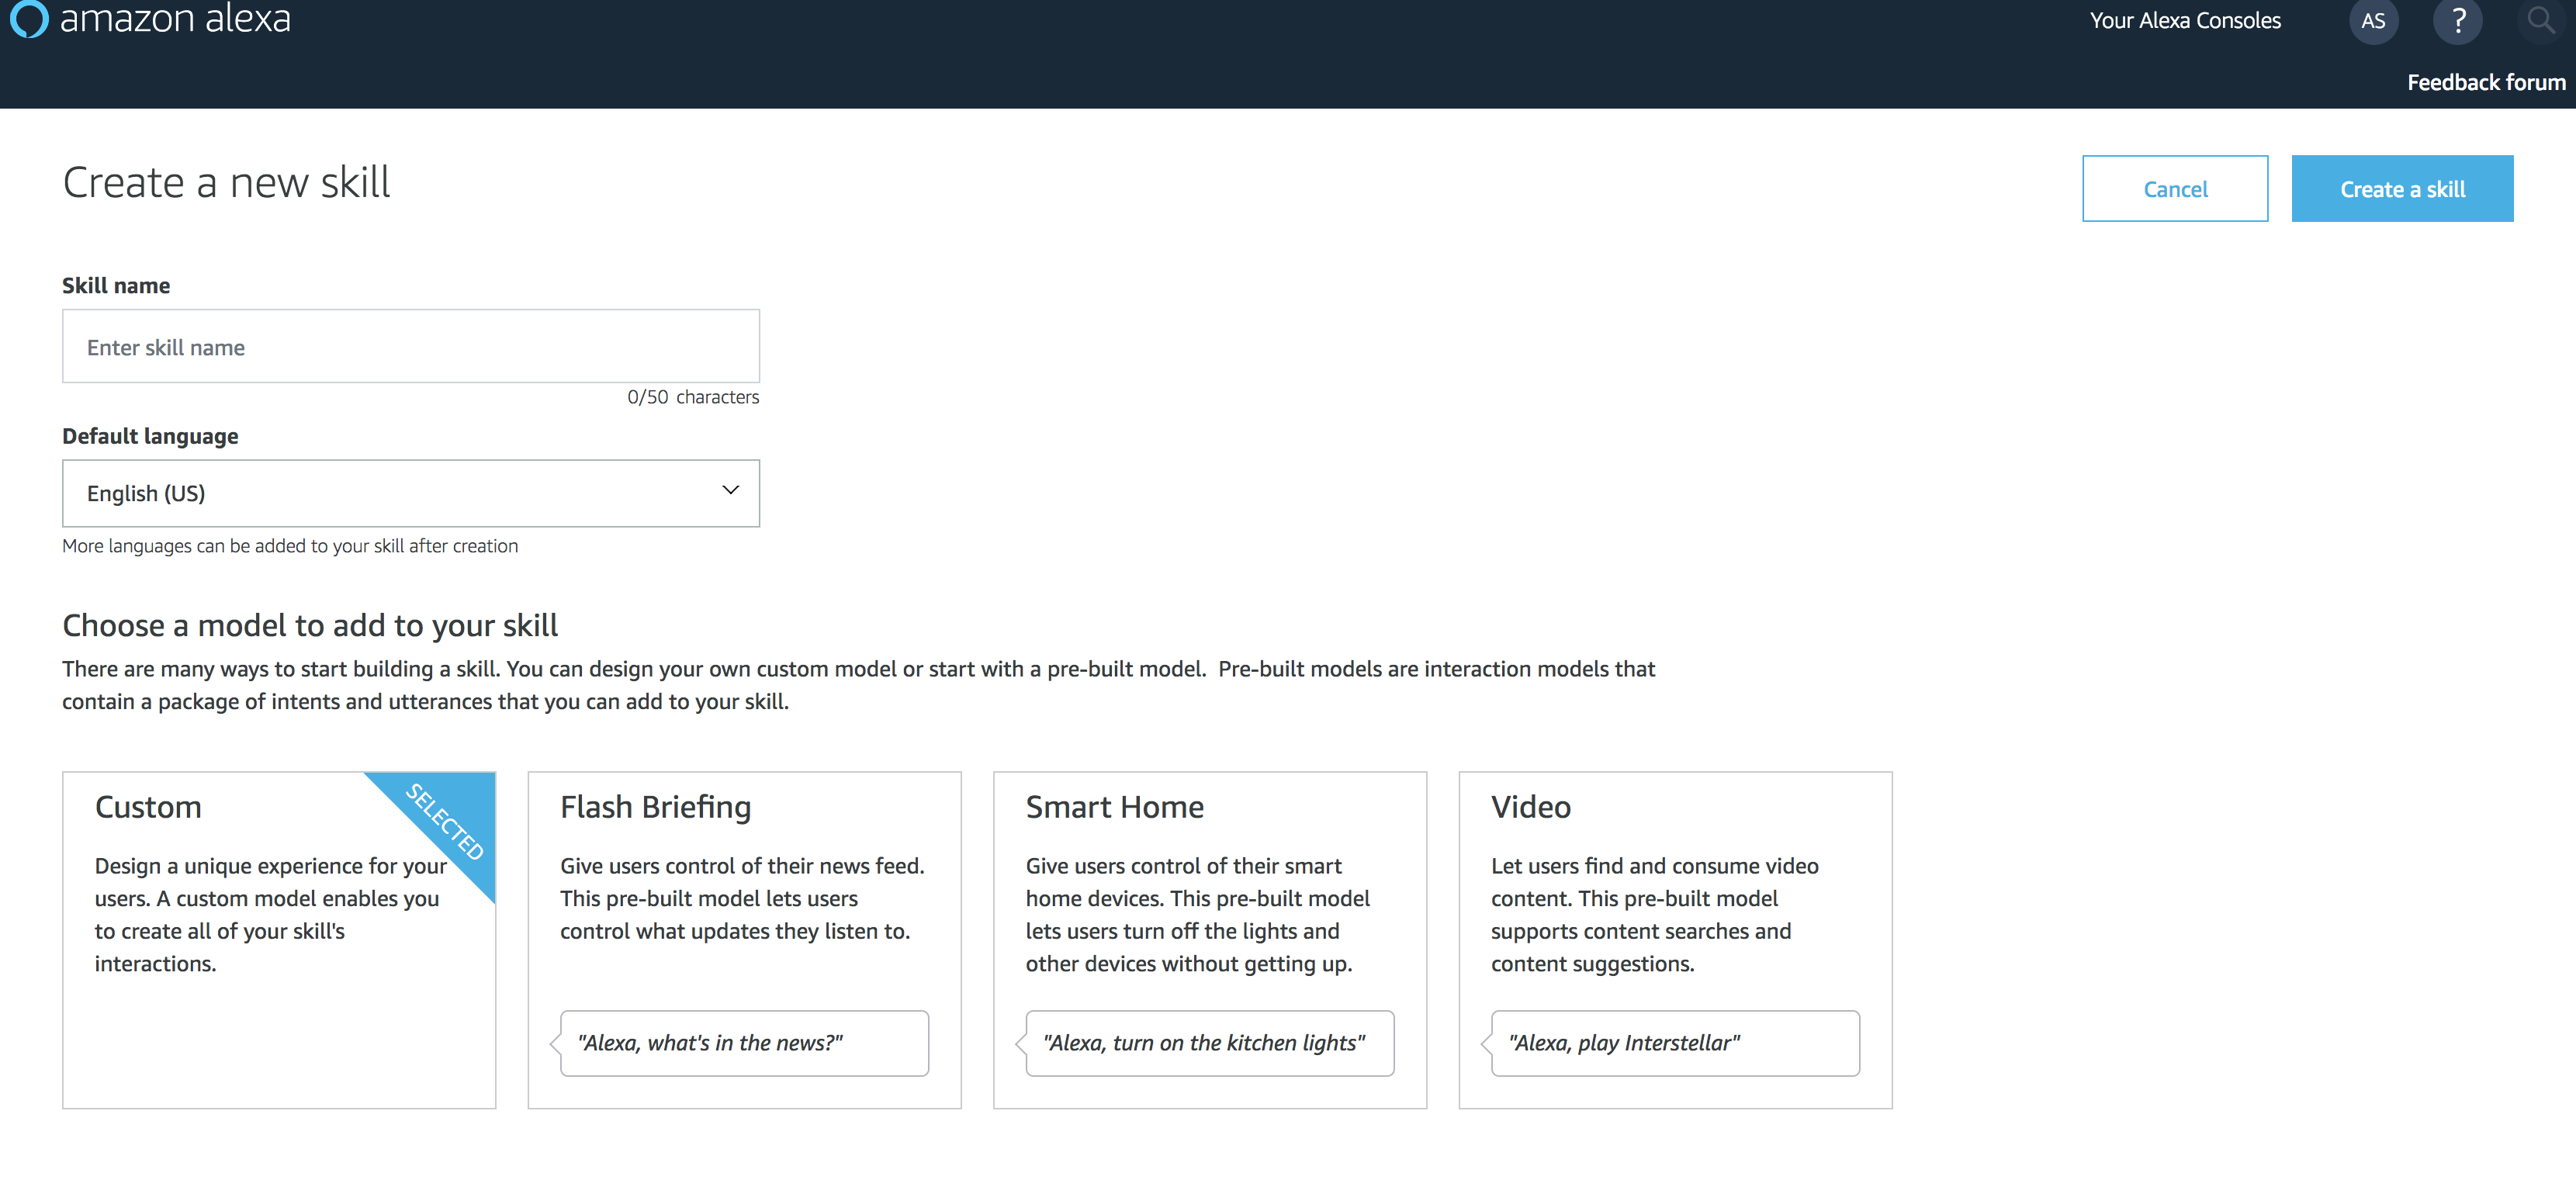 amazon alexa
Your Alexa Consoles
AS
?
Feedback forum
Create a new skill
Cancel
Create a skill
Skill name
Enter skill name
0/50 characters
Default language
English (US)
More languages can be added to your skill after creation
Choose a model to add to your skill
There are many ways to start building a skill. You can design your own custom model or start with a pre-built model. Pre-built models are interaction models that
contain a package of intents and utterances that you can add to your skill.
Custom
SELECTED
Design a unique experience for your
users. A custom model enables you
to create all of your skill's
interactions.
Flash Briefing
Give users control of their news feed.
This pre-built model lets users
control what updates they listen to.
"Alexa, what's in the news?"
Smart Home
Give users control of their smart
home devices. This pre-built model
lets users turn off the lights and
other devices without getting up.
"Alexa, turn on the kitchen lights"
Video
Let users find and consume video
content. This pre-built model
supports content searches and
content suggestions.
"Alexa, play Interstellar"